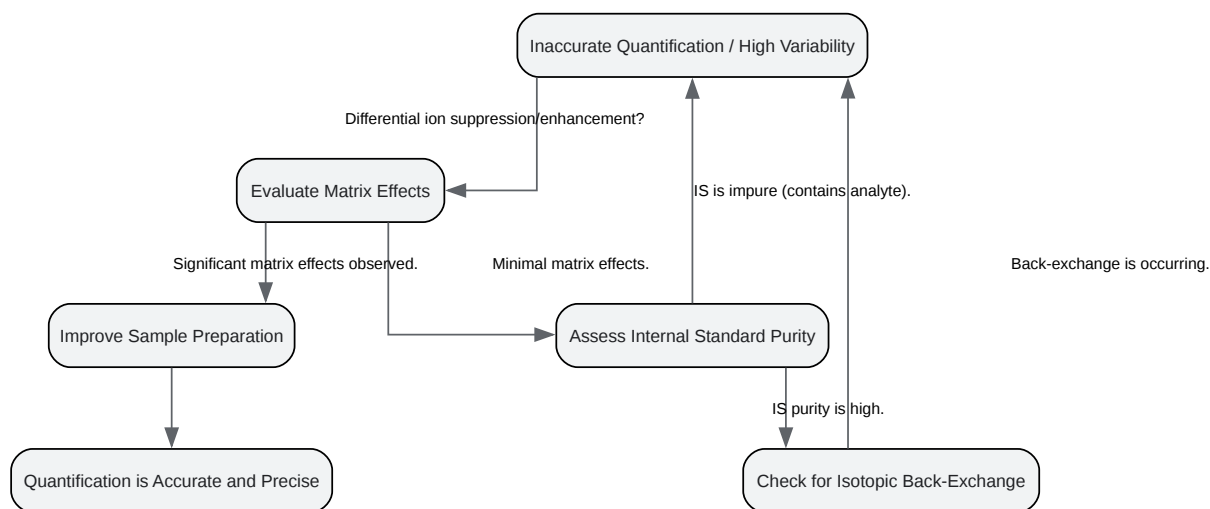 Inaccurate Quantification / High Variability
Differential ion suppression/enhancement?
Evaluate Matrix Effects
IS is impure (contains analyte).
Significant matrix effects observed.
Minimal matrix effects.
Back-exchange is occurring.
Improve Sample Preparation
Assess Internal Standard Purity
IS purity is high.
Quantification is Accurate and Precise
Check for Isotopic Back-Exchange